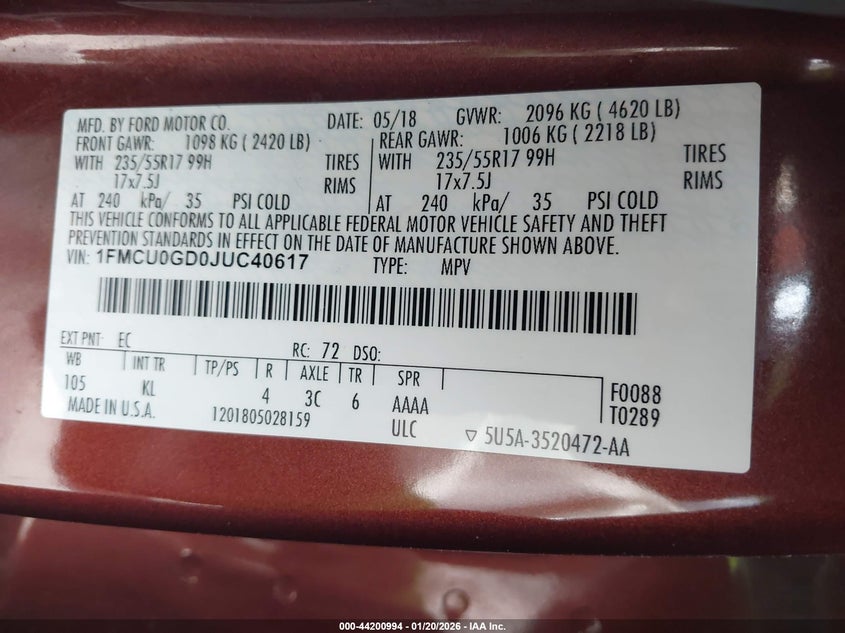 MFD. BY FORD MOTOR CO. DATE: 05/18 GVWR: 2096 KG ( 4620 LB)
FRONT GAWR: 1098 KG ( 2420 LB) REAR GAWR: 1006 KG ( 2218 LB)
WITH 235/55R17 99H TIRES WITH 235/55R17 99H TIRES
17x7.5J RIMS 17x7.5J RIMS
AT 240 kPa/ 35 PSI COLD AT 240 kPa/ 35 PSI COLD
THIS VEHICLE CONFORMS TO ALL APPLICABLE FEDERAL MOTOR VEHICLE SAFETY AND THEFT
PREVENTION STANDARDS IN EFFECT ON THE DATE OF MANUFACTURE SHOWN ABOVE.
VIN: 1FMCU0GD0JUC40617 TYPE: MPV
EXT PNT: EC RC: 72 DSO:
WB INT TR TP/PS R AXLE TR SPR
105 KL 4 3C 6 AAAA F0088
MADE IN U.S.A. 1201805028159 ULC T0289
▽ 5U5A-3520472-AA
000-44200994 | 01/20/2026 - IAA Inc.